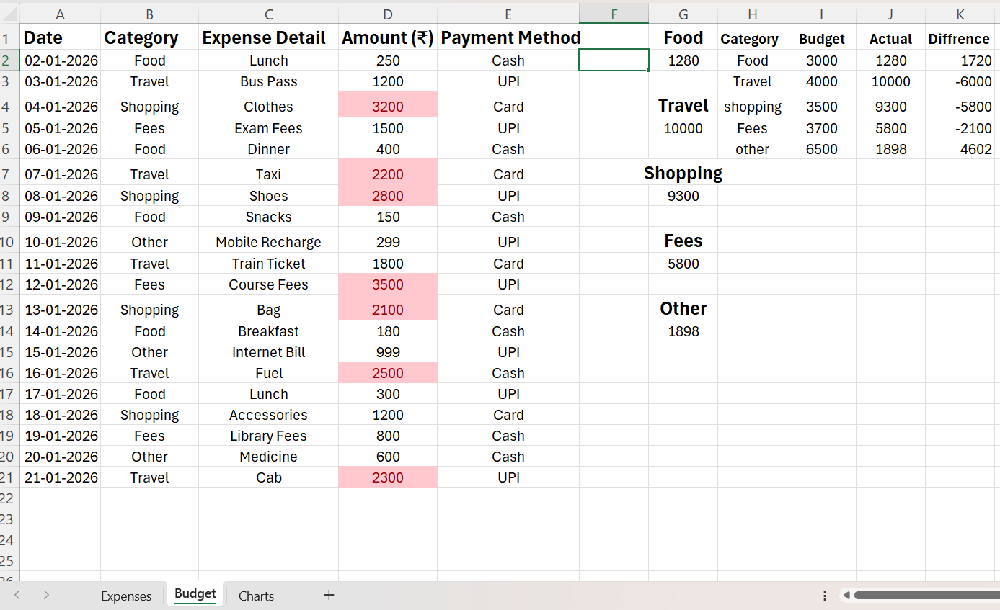 A B C D E F G H I J K
1 Date Category Expense Detail Amount (₹) Payment Method Food Category Budget Actual Diffrence
2 02-01-2026 Food Lunch 250 Cash 1280 Food 3000 1280 1720
3 03-01-2026 Travel Bus Pass 1200 UPI Travel 4000 10000 -6000
4 04-01-2026 Shopping Clothes 3200 Card Travel shopping 3500 9300 -5800
5 05-01-2026 Fees Exam Fees 1500 UPI 10000 Fees 3700 5800 -2100
6 06-01-2026 Food Dinner 400 Cash other 6500 1898 4602
7 07-01-2026 Travel Taxi 2200 Card Shopping
8 08-01-2026 Shopping Shoes 2800 UPI 9300
9 09-01-2026 Food Snacks 150 Cash
10 10-01-2026 Other Mobile Recharge 299 UPI Fees
11 11-01-2026 Travel Train Ticket 1800 Card 5800
12 12-01-2026 Fees Course Fees 3500 UPI
13 13-01-2026 Shopping Bag 2100 Card Other
14 14-01-2026 Food Breakfast 180 Cash 1898
15 15-01-2026 Other Internet Bill 999 UPI
16 16-01-2026 Travel Fuel 2500 Cash
17 17-01-2026 Food Lunch 300 UPI
18 18-01-2026 Shopping Accessories 1200 Card
19 19-01-2026 Fees Library Fees 800 Cash
20 20-01-2026 Other Medicine 600 Cash
21 21-01-2026 Travel Cab 2300 UPI
22
23
24
25
26
Expenses Budget Charts